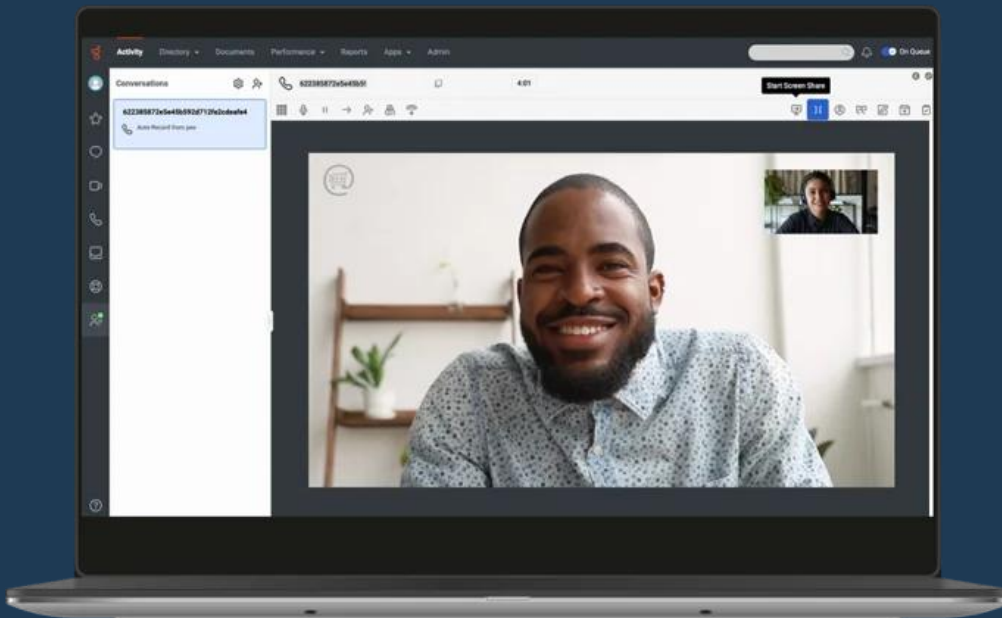 Activity Directory Documents Performance Reports Apps Admin
On Queue
Conversations
622385872e5e45b5
4:01
Start Screen Share
Auto Record from pee